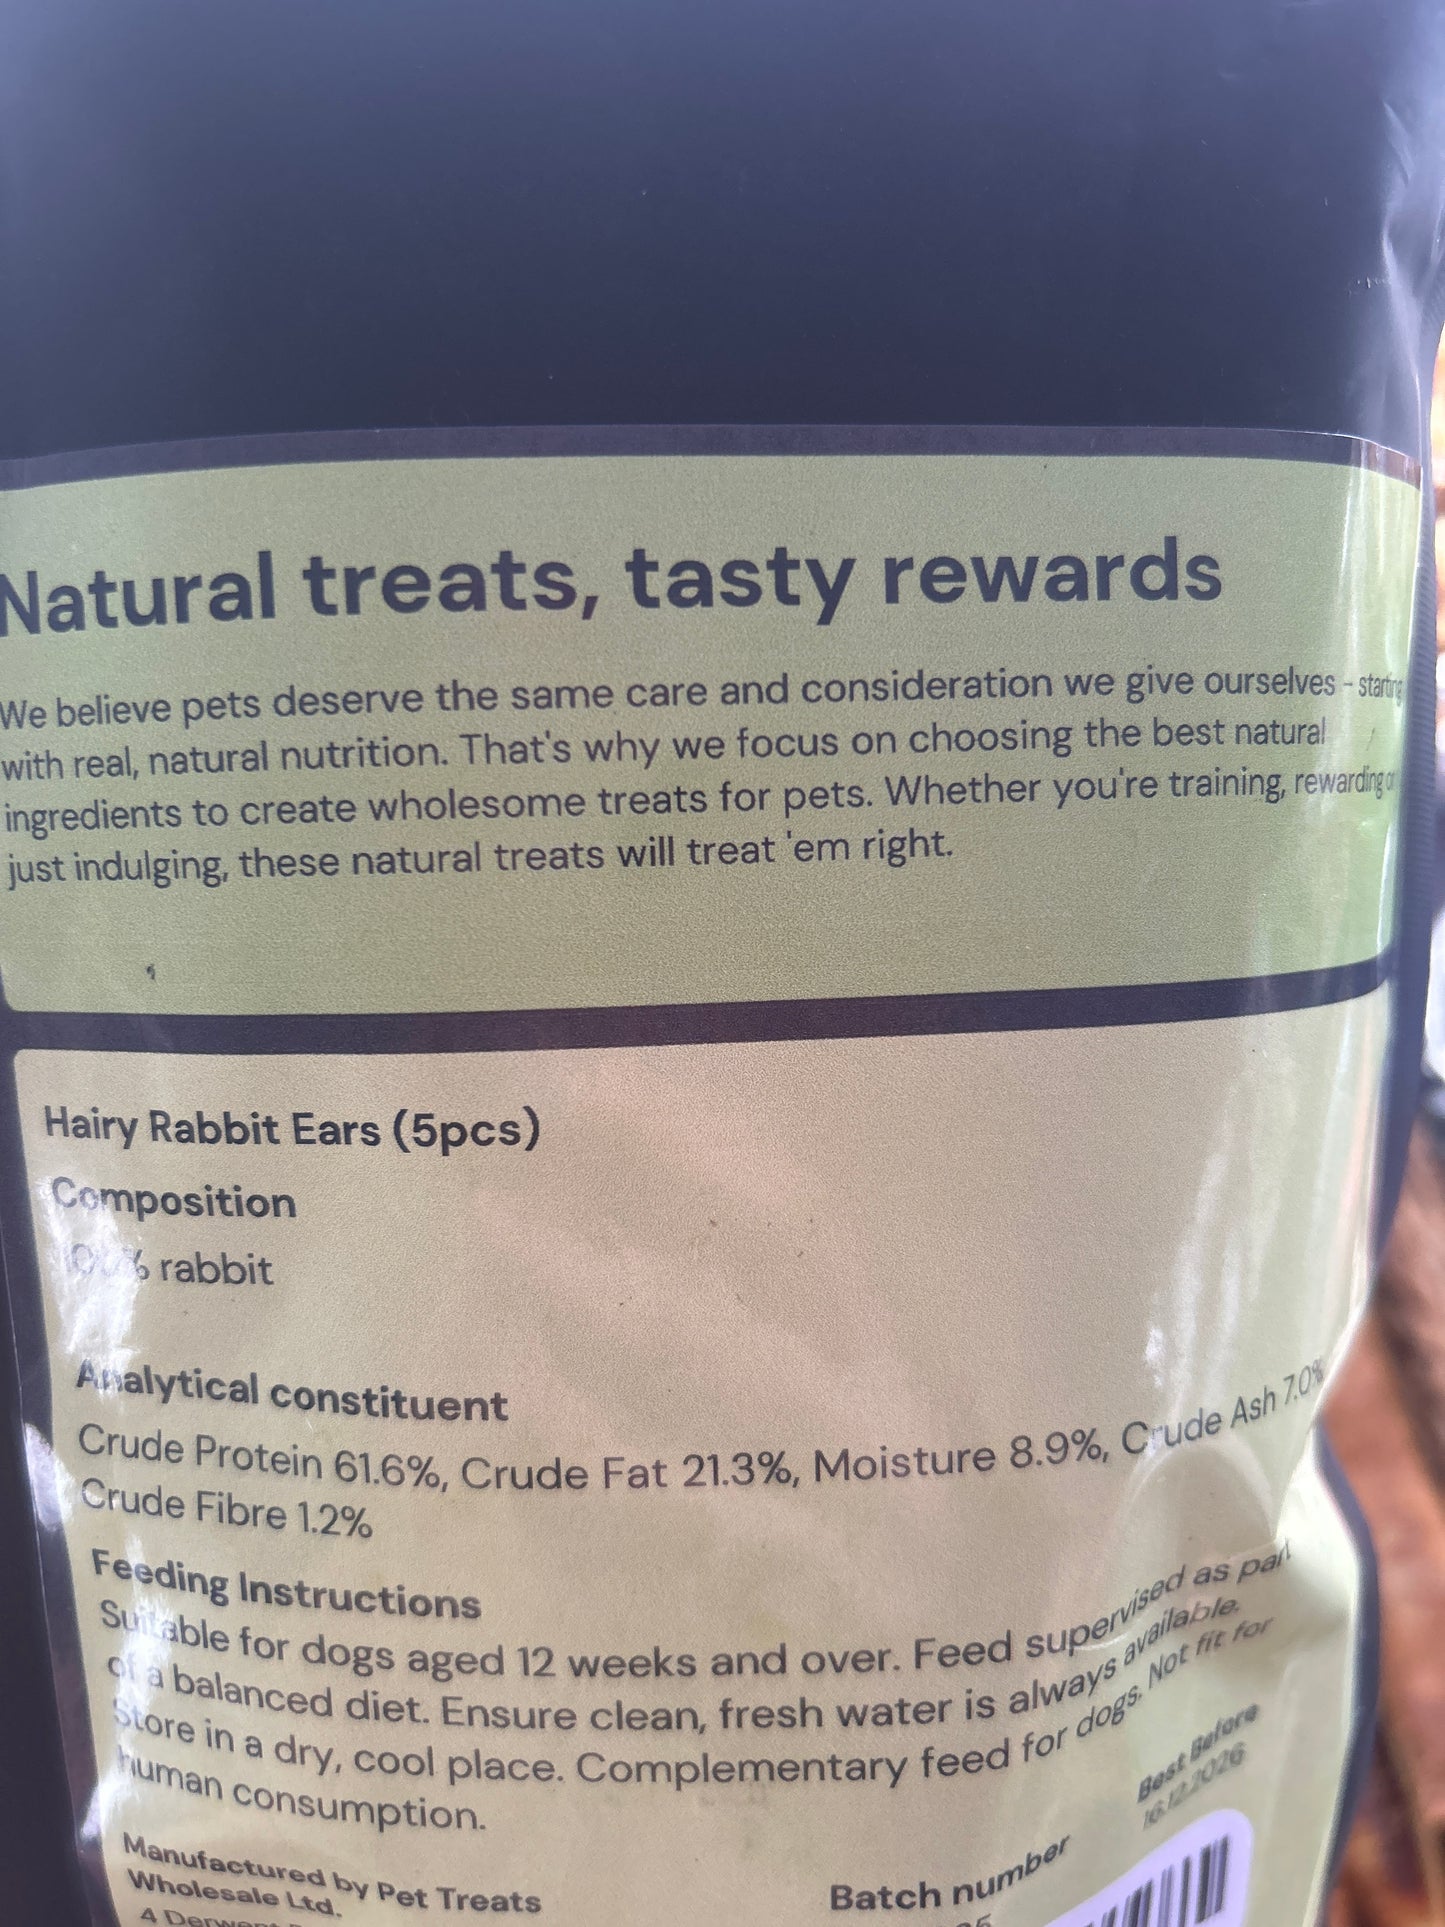 Natural treats, tasty rewards
We believe pets deserve the same care and consideration we give ourselves - starting
with real, natural nutrition. That's why we focus on choosing the best natural
ingredients to create wholesome treats for pets. Whether you're training, rewarding or
just indulging, these natural treats will treat 'em right.
Hairy Rabbit Ears (5pcs)
Composition
100% rabbit
Analytical constituent
Crude Protein 61.6%, Crude Fat 21.3%, Moisture 8.9%, Crude Ash 7.0%
Crude Fibre 1.2%
Feeding Instructions
Suitable for dogs aged 12 weeks and over. Feed supervised as part
of a balanced diet. Ensure clean, fresh water is always available.
Store in a dry, cool place. Complementary feed for dogs. Not fit for
human consumption.
Best Before
16.12.2026
Manufactured by Pet Treats
Wholesale Ltd.
Batch number
4